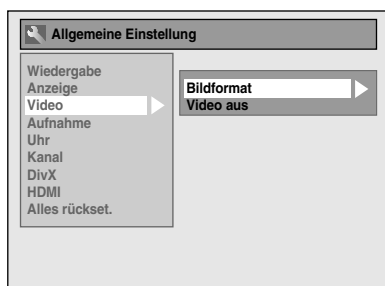 Allgemeine Einstellung
Wiedergabe
Anzeige
Video
Aufnahme
Uhr
Kanal
DivX
HDMI
Alles rückset.
Bildformat
Video aus